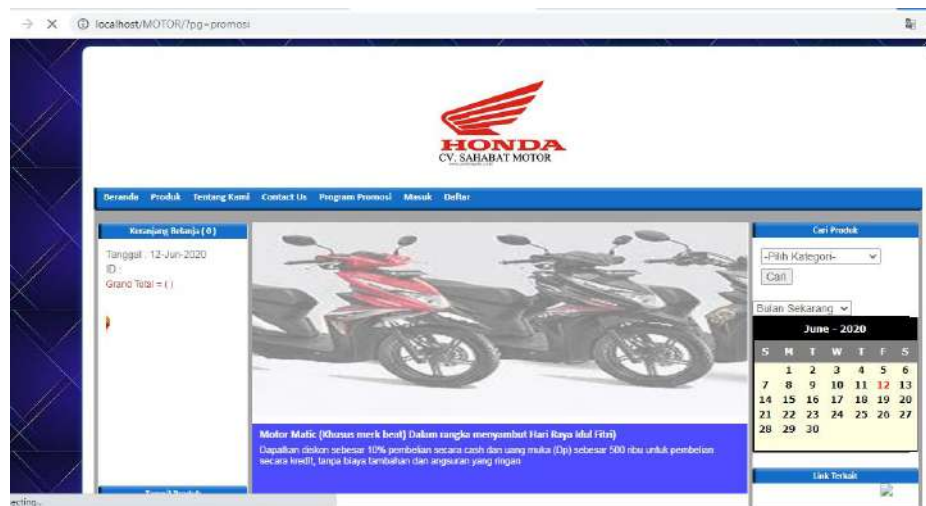 localhost/MOTOR/?pg=promosi
HONDA
CV. SAHABAT MOTOR
Beranda Produk Tentang Kami Contact Us Program Promosi Masuk Daftar
Keranjang Belanja ( 0 )
Tanggal : 12-Jun-2020
ID :
Grand Total = ( )
Motor Matic (Khusus merk beat) Dalam rangka menyambut Hari Raya Idul Fitri)
Dapatkan diskon sebesar 10% pembelian secara cash dan uang muka (Dp) sebesar 500 ribu untuk pembelian
secara kredit, tanpa biaya tambahan dan angsuran yang ringan
Cari Produk
-Pilih Kategori-
Cari
Bulan Sekarang
June - 2020
S M T W T F S
1 2 3 4 5 6
7 8 9 10 11 12 13
14 15 16 17 18 19 20
21 22 23 24 25 26 27
28 29 30
Link Terkait
ecting...